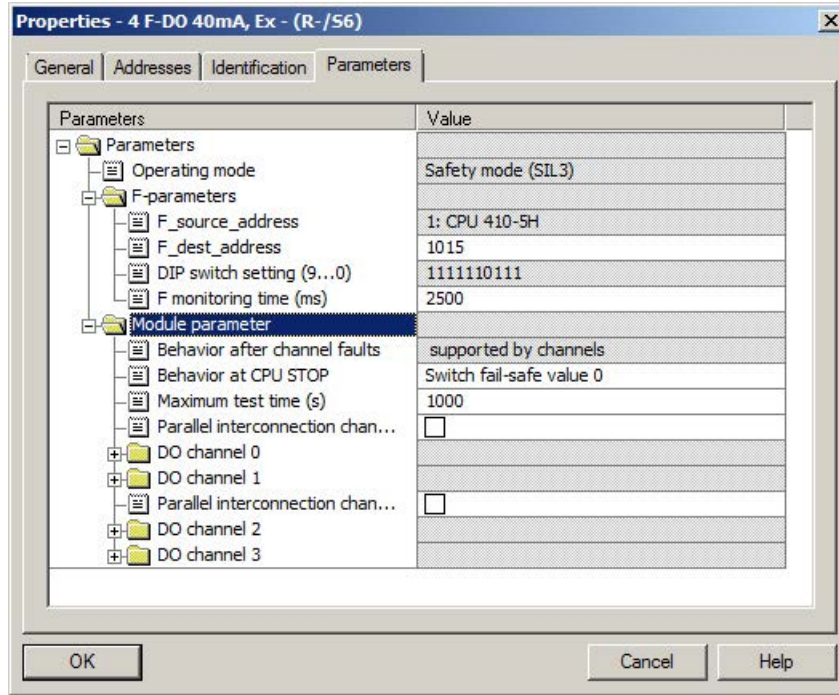 Properties - 4 F-DO 40mA, Ex - (R-/S6)
General Addresses Identification Parameters
Parameters Value
Parameters
Operating mode Safety mode (SIL3)
F-parameters
F_source_address 1: CPU 410-5H
F_dest_address 1015
DIP switch setting (9...0) 1111110111
F monitoring time (ms) 2500
Module parameter
Behavior after channel faults supported by channels
Behavior at CPU STOP Switch fail-safe value 0
Maximum test time (s) 1000
Parallel interconnection chan...
DO channel 0
DO channel 1
Parallel interconnection chan...
DO channel 2
DO channel 3
OK Cancel Help